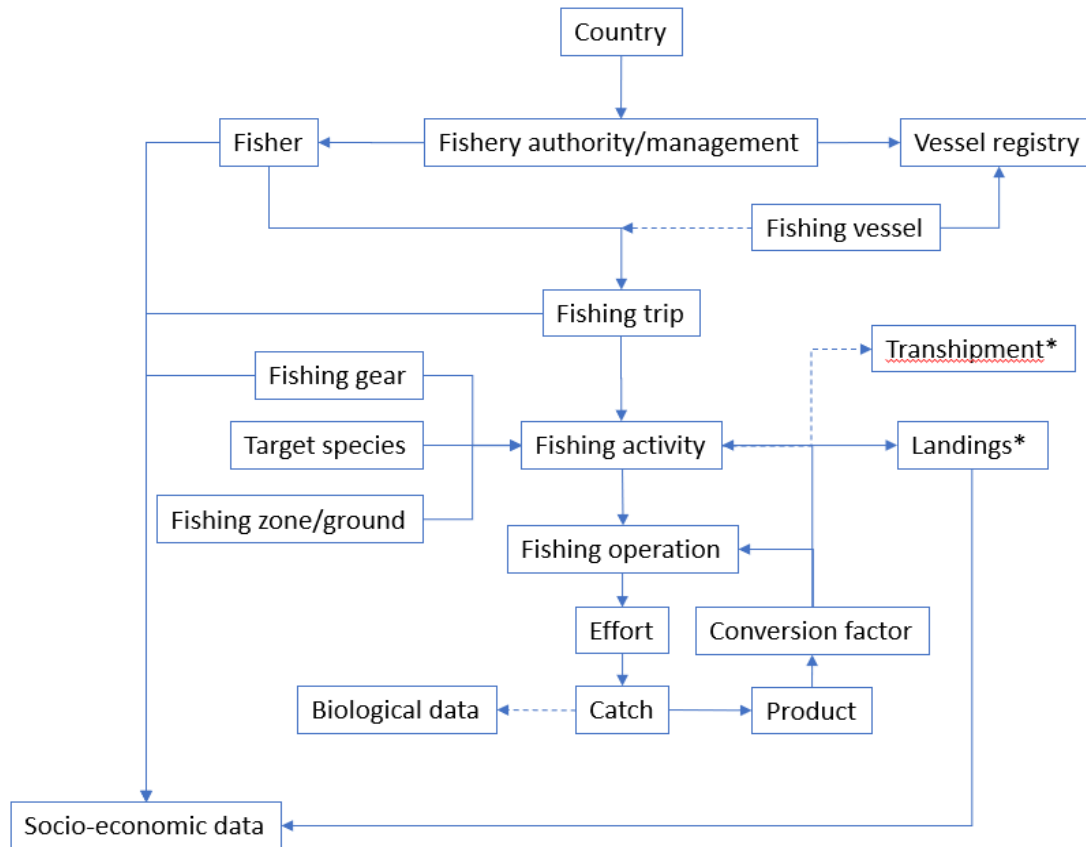 Country
Fisher
Fishery authority/management
Vessel registry
Fishing vessel
Fishing trip
Transhipment*
Fishing gear
Target species
Fishing activity
Landings*
Fishing zone/ground
Fishing operation
Effort
Conversion factor
Biological data
Catch
Product
Socio-economic data